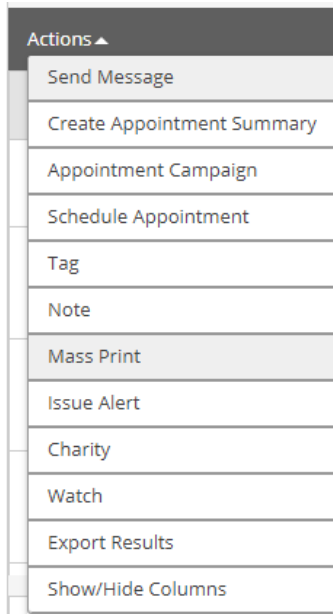 Actions▲
Send Message
Create Appointment Summary
Appointment Campaign
Schedule Appointment
Tag
Note
Mass Print
Issue Alert
Charity
Watch
Export Results
Show/Hide Columns